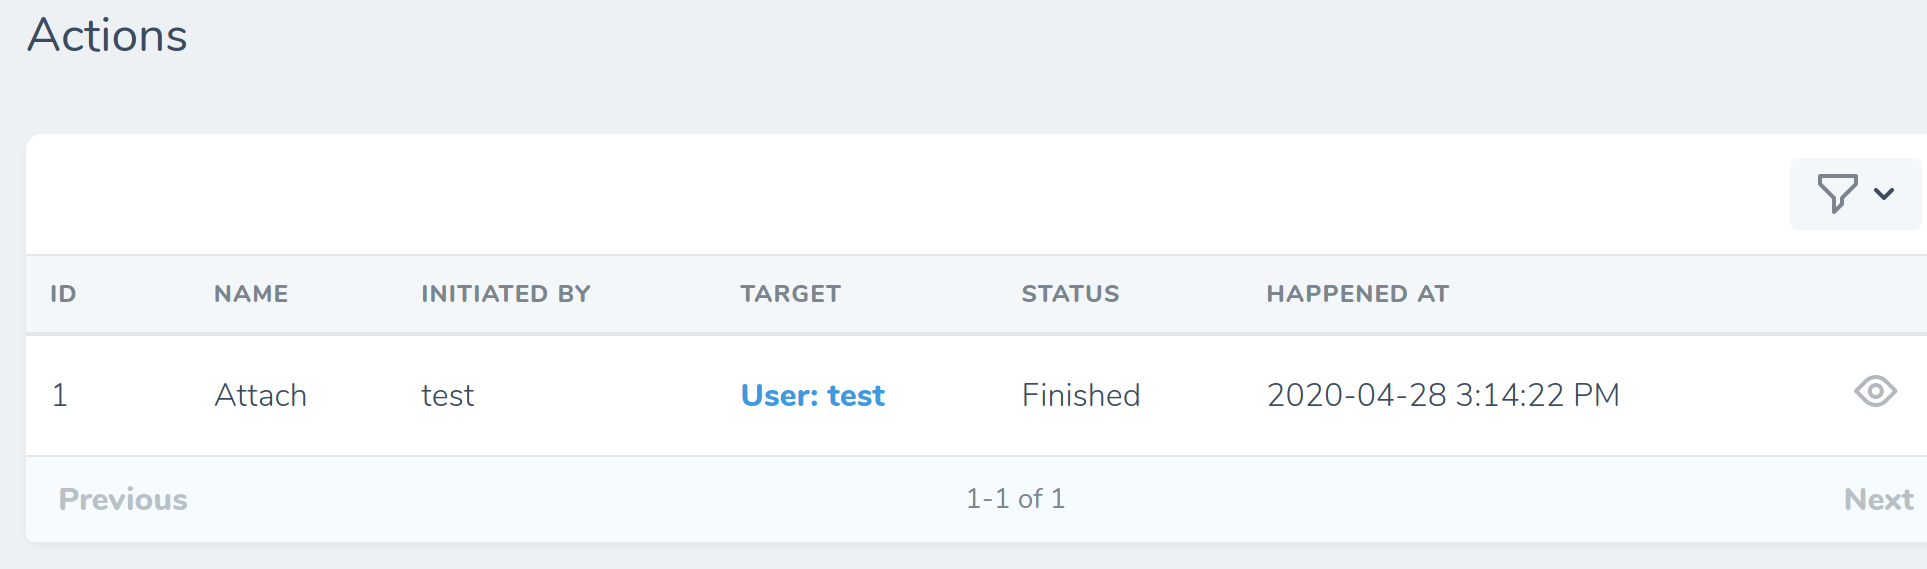 Actions
ID NAME INITIATED BY TARGET STATUS HAPPENED AT
1 Attach test User: test Finished 2020-04-28 3:14:22 PM
Previous 1-1 of 1 Next